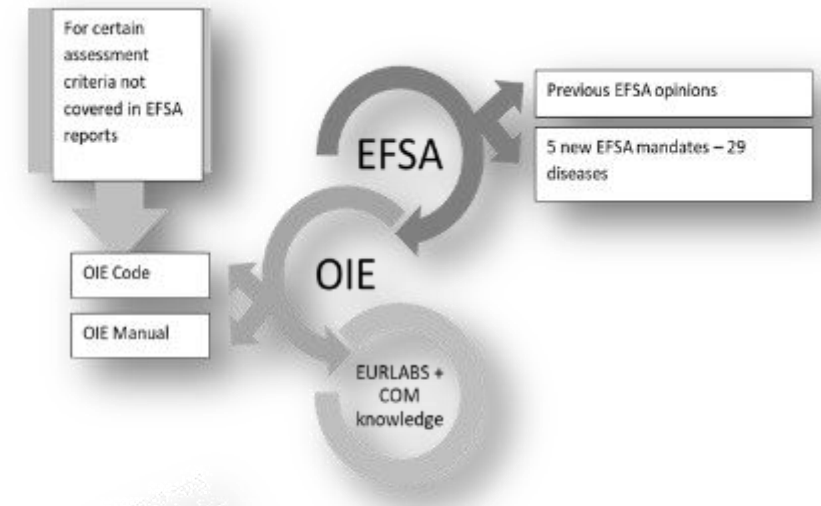 For certain
assessment
criteria not
covered in EFSA
reports
EFSA
Previous EFSA opinions
5 new EFSA mandates – 29
diseases
OIE Code
OIE Manual
OIE
EURLABS +
COM
knowledge